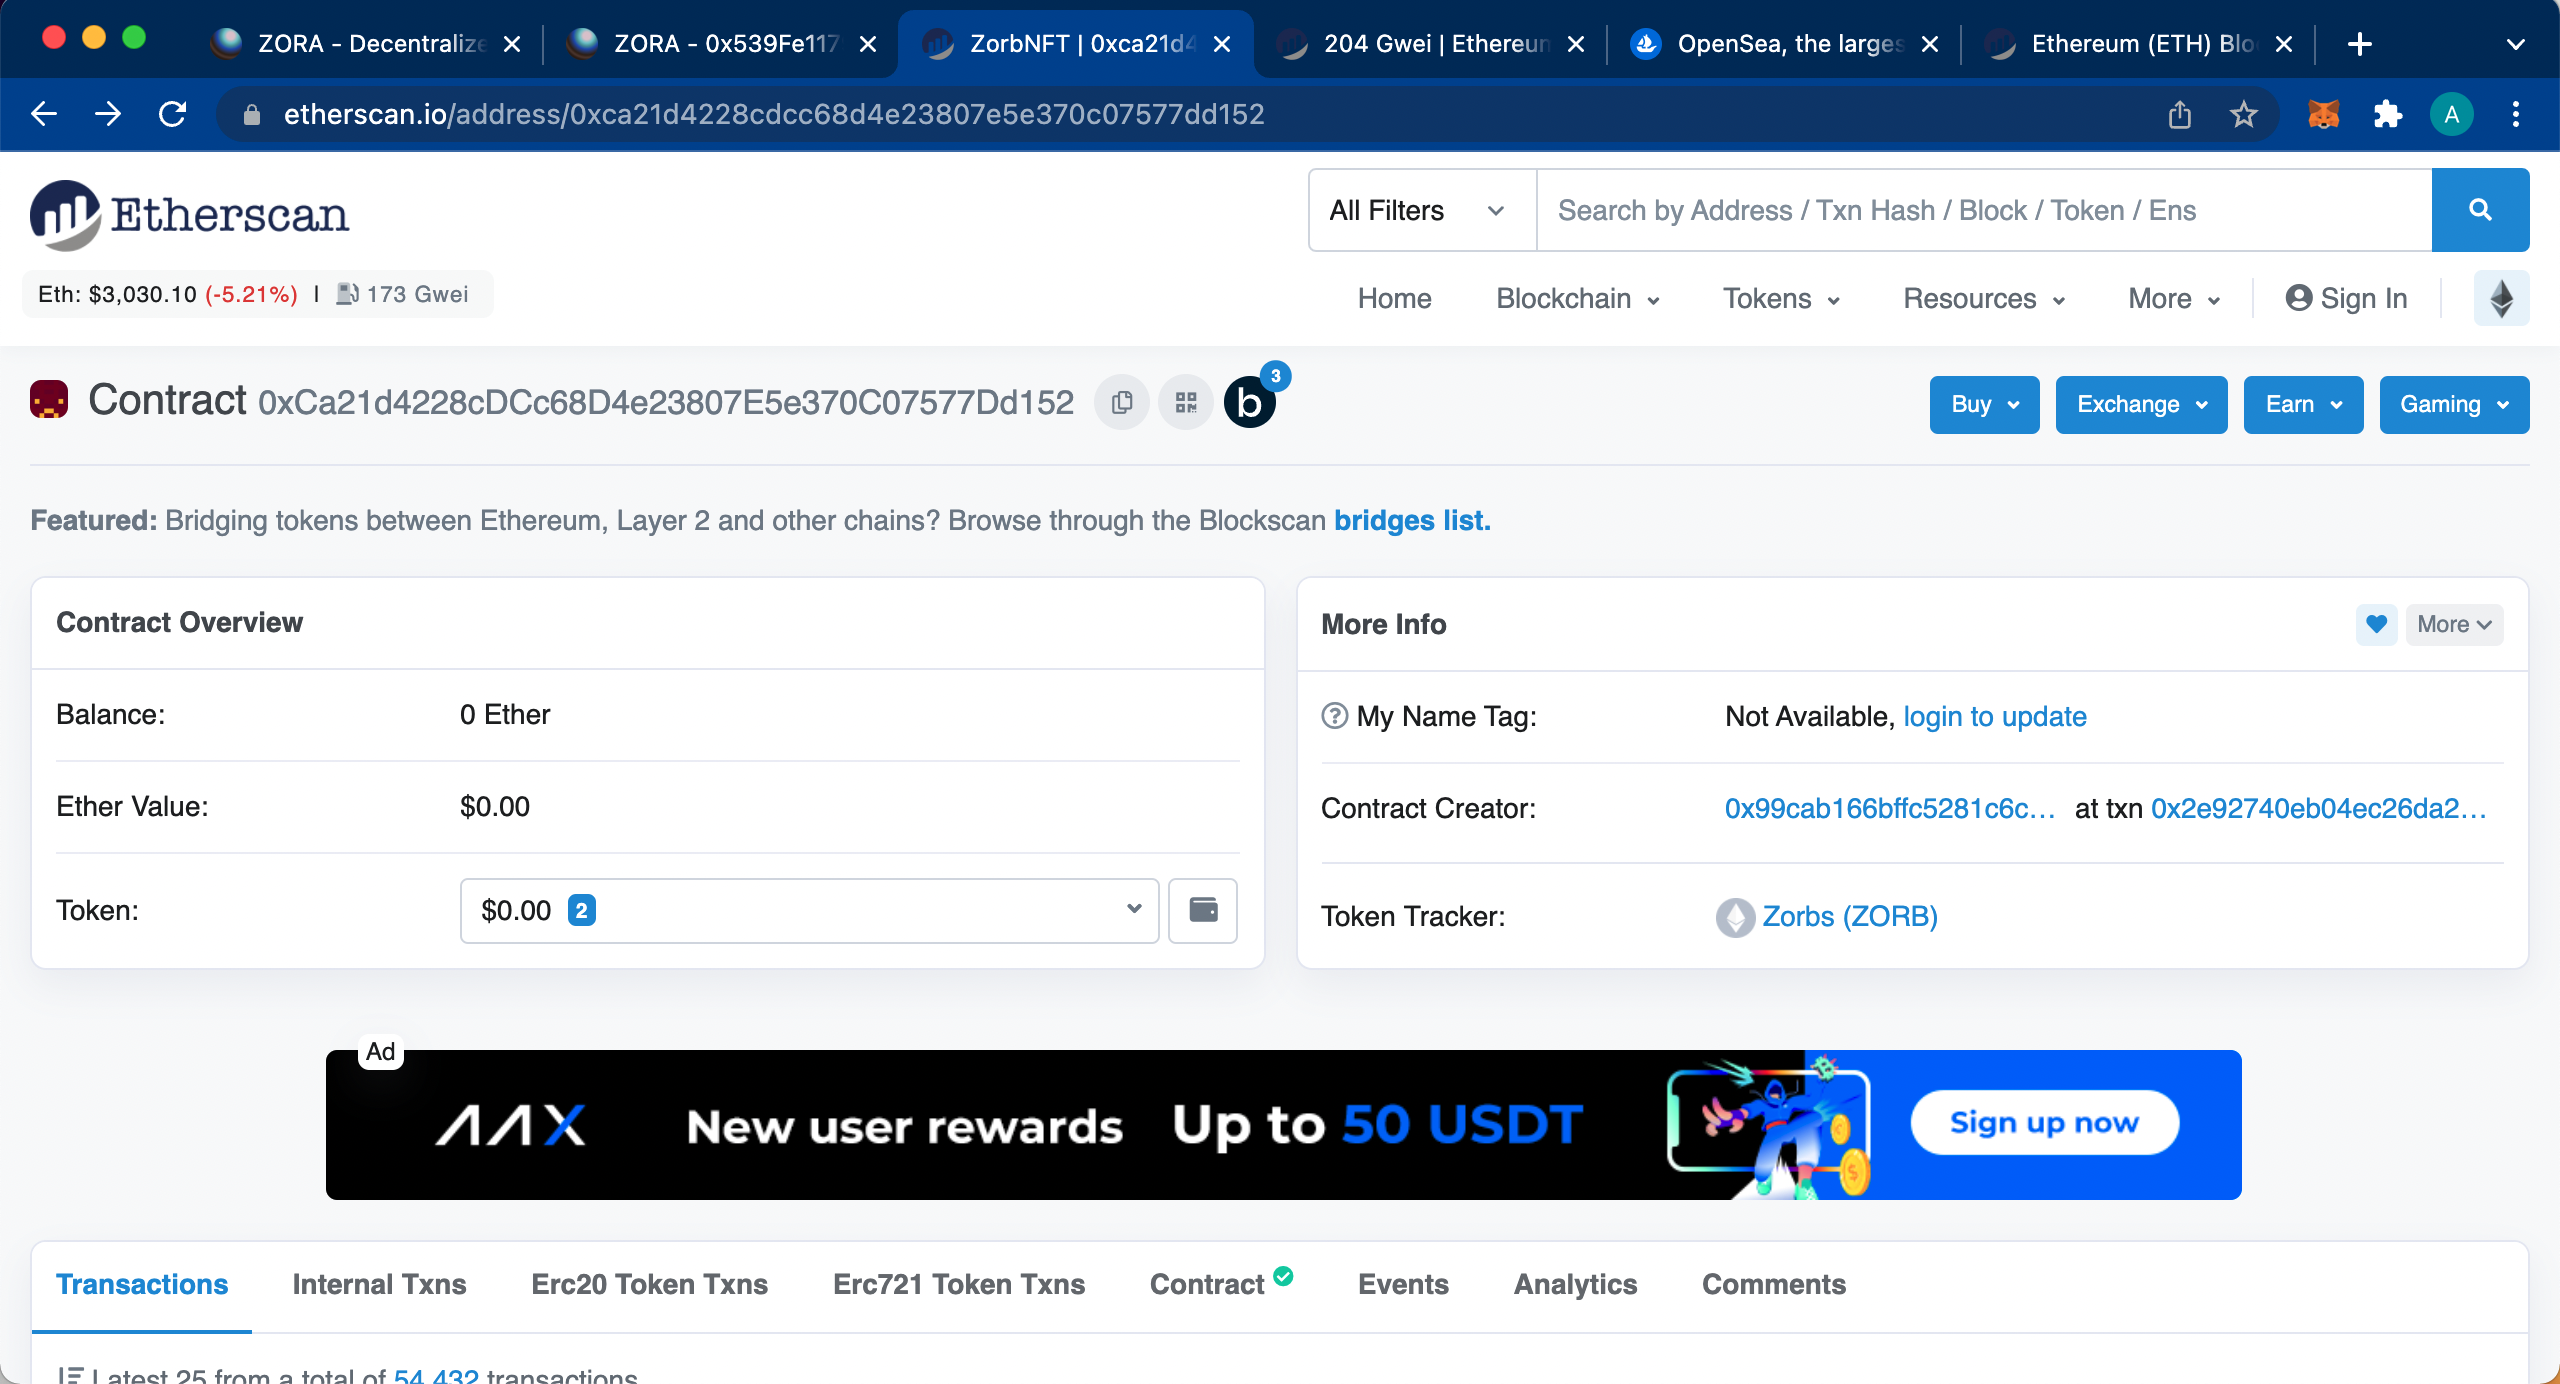 ZORA - Decentralize
ZORA - 0x539Fe117
ZorbNFT | 0xca21d4
204 Gwei | Ethereum
OpenSea, the larges
Ethereum (ETH) Blo
etherscan.io/address/0xca21d4228cdcc68d4e23807e5e370c07577dd152
A
Etherscan
All Filters
Search by Address / Txn Hash / Block / Token / Ens
Eth: $3,030.10 (-5.21%) | 173 Gwei
Home
Blockchain
Tokens
Resources
More
Sign In
Contract 0xCa21d4228cDCc68D4e23807E5e370C07577Dd152
b
3
Buy
Exchange
Earn
Gaming
Featured: Bridging tokens between Ethereum, Layer 2 and other chains? Browse through the Blockscan bridges list.
Contract Overview
Balance:
0 Ether
Ether Value:
$0.00
Token:
$0.00 2
More Info
More
? My Name Tag:
Not Available, login to update
Contract Creator:
0x99cab166bffc5281c6c... at txn 0x2e92740eb04ec26da2...
Token Tracker:
Zorbs (ZORB)
Ad
AAX
New user rewards
Up to 50 USDT
Sign up now
Transactions
Internal Txns
Erc20 Token Txns
Erc721 Token Txns
Contract
Events
Analytics
Comments
Latest 25 from a total of 54,432 transactions